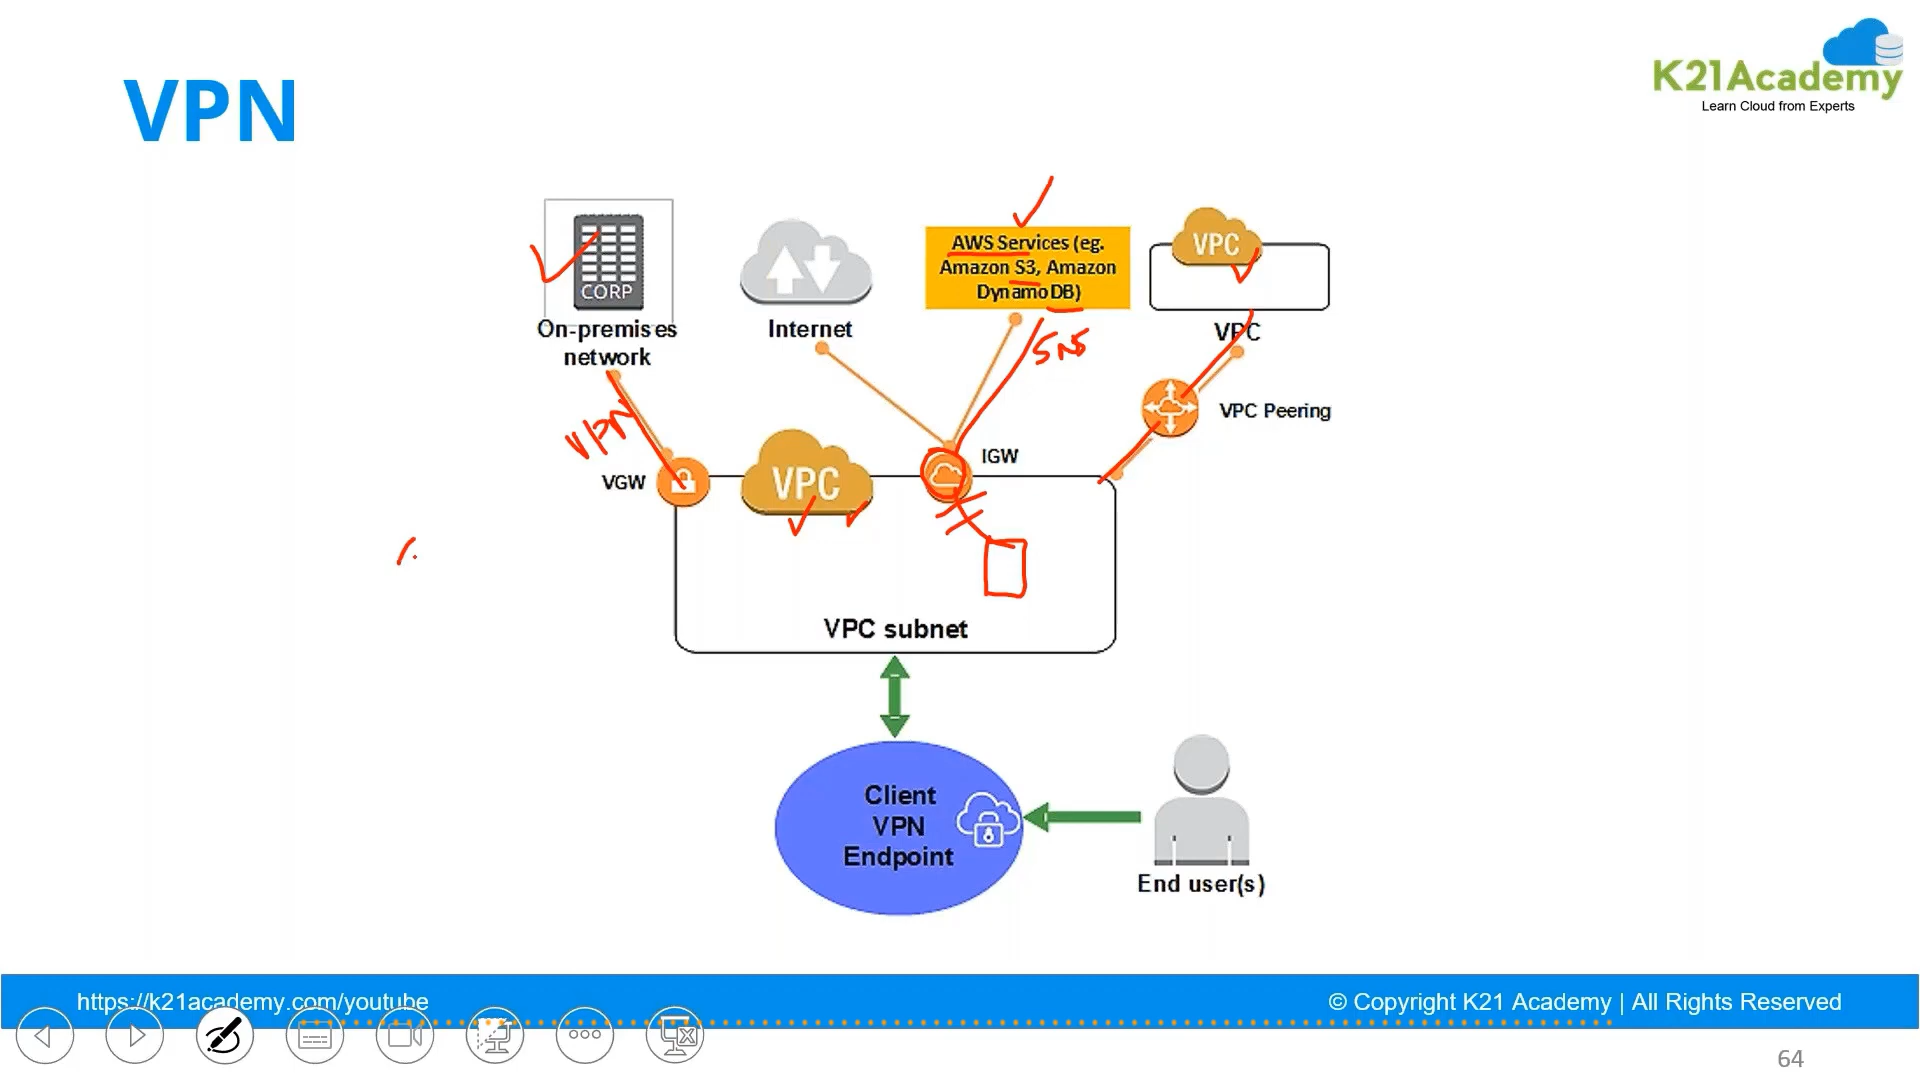 VPN
K21Academy
Learn Cloud from Experts
CORP
On-premises
network
Internet
AWS Services (eg.
Amazon S3, Amazon
DynamoDB)
VPC
VPC
SNS
VPN
VPC Peering
VGW
VPC
IGW
VPC subnet
Client
VPN
Endpoint
End user(s)
https://k21academy.com/youtube
© Copyright K21 Academy | All Rights Reserved
64